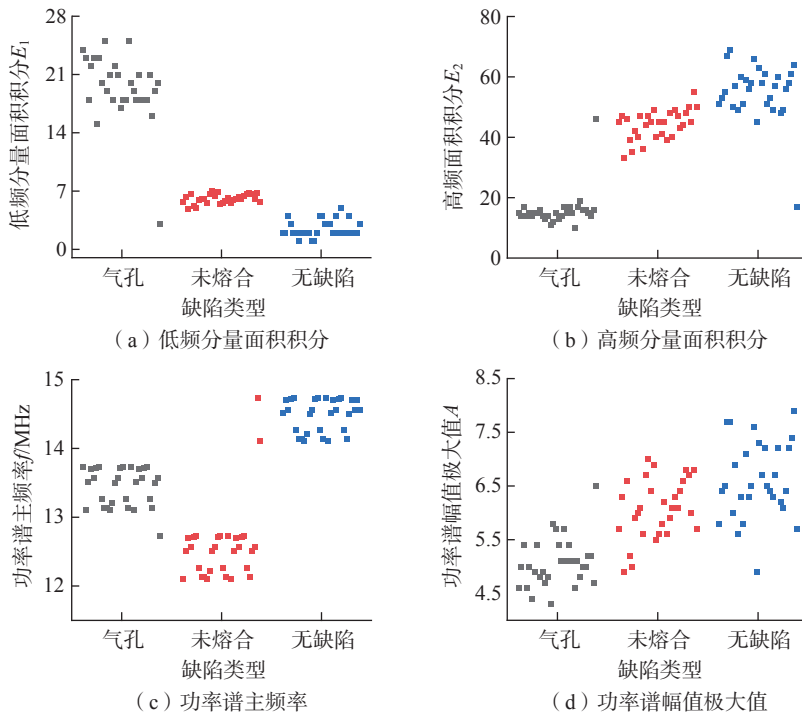 28
21
14
7
0
低频分量面积积分E₁
气孔
未熔合
无缺陷
缺陷类型
（a）低频分量面积积分
80
60
40
20
0
高频面积积分E₂
气孔
未熔合
无缺陷
缺陷类型
（b）高频分量面积积分
15
14
13
12
功率谱主频率f/MHz
气孔
未熔合
无缺陷
缺陷类型
（c）功率谱主频率
8.5
7.5
6.5
5.5
4.5
功率谱幅值极大值A
气孔
未熔合
无缺陷
缺陷类型
（d）功率谱幅值极大值